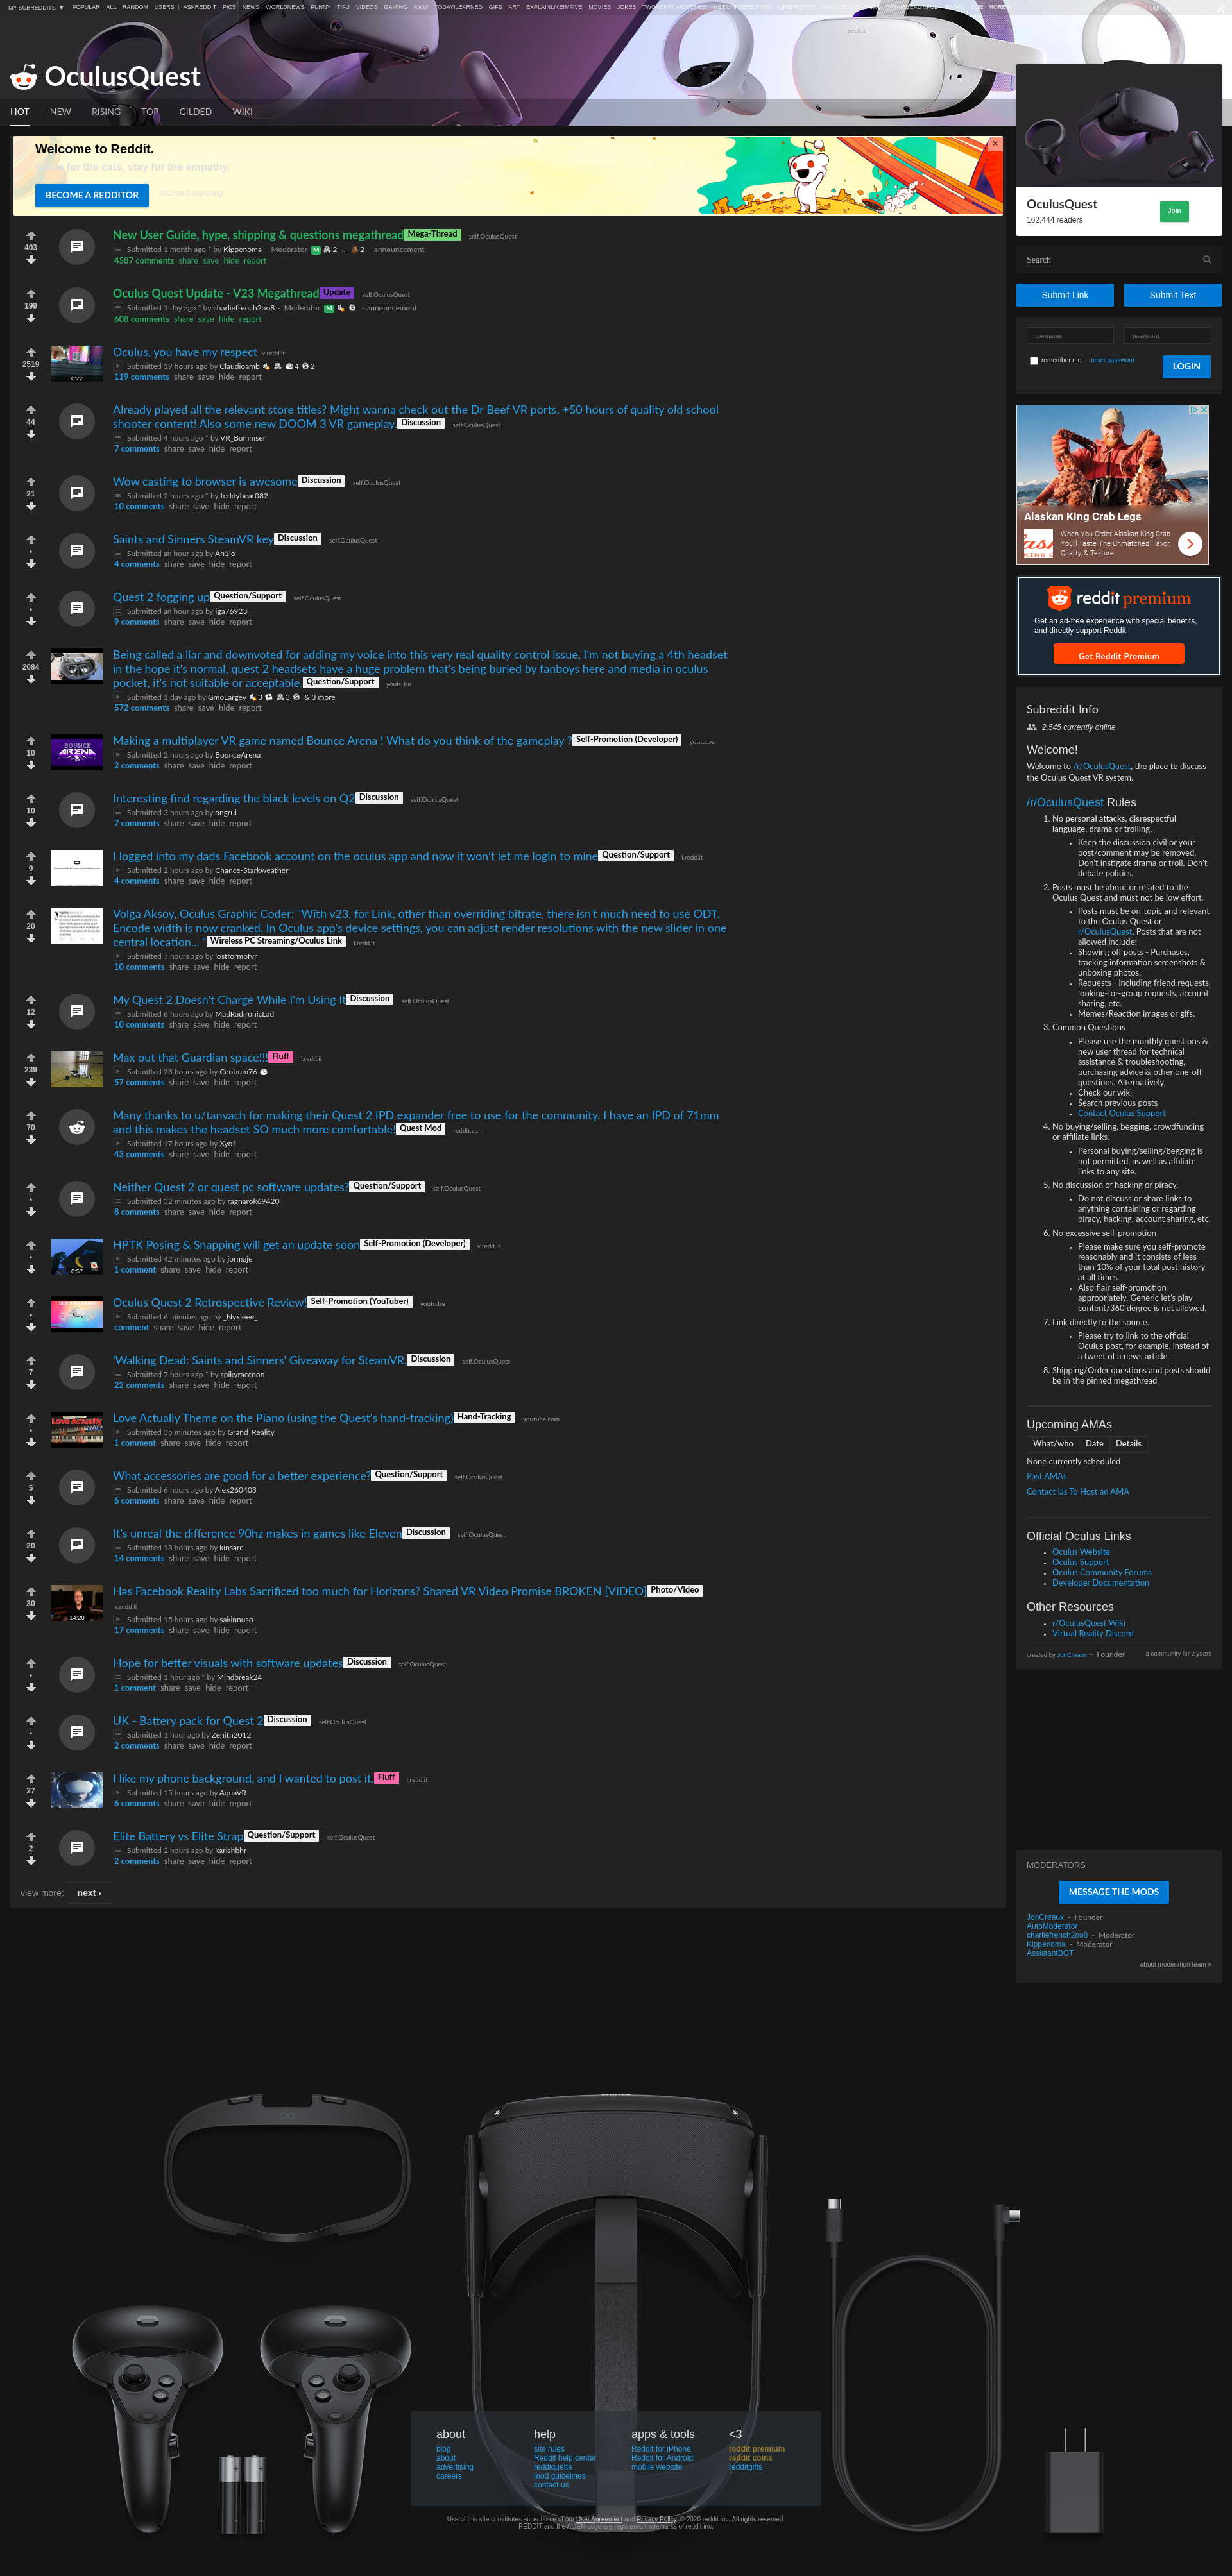 MY SUBREDDITS ▼ POPULAR ALL RANDOM USERS | ASKREDDIT PICS NEWS WORLDNEWS FUNNY TIFU VIDEOS GAMING AWW TODAYILEARNED GIFS ART EXPLAINLIKEIMFIVE MOVIES JOKES TWOXCHROMOSOMES MILDLYINTERESTING LIFEPROTIPS DATAISBEAUTIFUL MORE »
OculusQuest
HOT NEW RISING TOP GILDED WIKI
Welcome to Reddit.
Come for the cats, stay for the empathy.
BECOME A REDDITOR and start exploring.
×
403
New User Guide, hype, shipping & questions megathread Mega-Thread self.OculusQuest
Submitted 1 month ago * by Kippenoma - Moderator M 2 2 - announcement
4587 comments share save hide report
199
Oculus Quest Update - V23 Megathread Update self.OculusQuest
Submitted 1 day ago * by charliefrench2oo8 - Moderator M - announcement
608 comments share save hide report
2519
0:22
Oculus, you have my respect v.redd.it
Submitted 19 hours ago by Claudioamb 4 2
119 comments share save hide report
44
Already played all the relevant store titles? Might wanna check out the Dr Beef VR ports. +50 hours of quality old school
shooter content! Also some new DOOM 3 VR gameplay. Discussion self.OculusQuest
Submitted 4 hours ago * by VR_Bummser
7 comments share save hide report
21
Wow casting to browser is awesome Discussion self.OculusQuest
Submitted 2 hours ago * by teddybear082
10 comments share save hide report
•
Saints and Sinners SteamVR key Discussion self.OculusQuest
Submitted an hour ago by An1lo
4 comments share save hide report
•
Quest 2 fogging up Question/Support self.OculusQuest
Submitted an hour ago by iga76923
9 comments share save hide report
2084
Being called a liar and downvoted for adding my voice into this very real quality control issue, I'm not buying a 4th headset
in the hope it's normal, quest 2 headsets have a huge problem that's being buried by fanboys here and media in oculus
pocket, it's not suitable or acceptable. Question/Support youtu.be
Submitted 1 day ago by GmoLargey 3 3 & 3 more
572 comments share save hide report
10
BOUNCE
ARENA
Making a multiplayer VR game named Bounce Arena ! What do you think of the gameplay ? Self-Promotion (Developer) youtu.be
Submitted 2 hours ago by BounceArena
2 comments share save hide report
10
Interesting find regarding the black levels on Q2 Discussion self.OculusQuest
Submitted 3 hours ago by ongrui
7 comments share save hide report
9
I logged into my dads Facebook account on the oculus app and now it won't let me login to mine Question/Support i.redd.it
Submitted 2 hours ago by Chance-Starkweather
4 comments share save hide report
20
Volga Aksoy, Oculus Graphic Coder: "With v23, for Link, other than overriding bitrate, there isn't much need to use ODT.
Encode width is now cranked. In Oculus app's device settings, you can adjust render resolutions with the new slider in one
central location... " Wireless PC Streaming/Oculus Link i.redd.it
Submitted 7 hours ago by lostformofvr
10 comments share save hide report
12
My Quest 2 Doesn't Charge While I'm Using It Discussion self.OculusQuest
Submitted 6 hours ago by MadRadIronicLad
10 comments share save hide report
239
Max out that Guardian space!!! Fluff i.redd.it
Submitted 23 hours ago by Centium76
57 comments share save hide report
70
Many thanks to u/tanvach for making their Quest 2 IPD expander free to use for the community. I have an IPD of 71mm
and this makes the headset SO much more comfortable! Quest Mod reddit.com
Submitted 17 hours ago by Xyo1
43 comments share save hide report
•
Neither Quest 2 or quest pc software updates? Question/Support self.OculusQuest
Submitted 32 minutes ago by ragnarok69420
8 comments share save hide report
•
0:57
HPTK Posing & Snapping will get an update soon Self-Promotion (Developer) v.redd.it
Submitted 42 minutes ago by jormaje
1 comment share save hide report
•
Oculus Quest 2 Retrospective Review! Self-Promotion (YouTuber) youtu.be
Submitted 6 minutes ago by _Nyxieee_
comment share save hide report
7
'Walking Dead: Saints and Sinners' Giveaway for SteamVR. Discussion self.OculusQuest
Submitted 7 hours ago * by spikyraccoon
22 comments share save hide report
•
Love Actually
Love Actually Theme on the Piano (using the Quest's hand-tracking) Hand-Tracking youtube.com
Submitted 35 minutes ago by Grand_Reality
1 comment share save hide report
5
What accessories are good for a better experience? Question/Support self.OculusQuest
Submitted 6 hours ago by Alex260403
6 comments share save hide report
20
It's unreal the difference 90hz makes in games like Eleven Discussion self.OculusQuest
Submitted 13 hours ago by kinsarc
14 comments share save hide report
30
14:20
Has Facebook Reality Labs Sacrificed too much for Horizons? Shared VR Video Promise BROKEN [VIDEO] Photo/Video
v.redd.it
Submitted 15 hours ago by sakinnuso
17 comments share save hide report
•
Hope for better visuals with software updates Discussion self.OculusQuest
Submitted 1 hour ago * by Mindbreak24
1 comment share save hide report
•
UK - Battery pack for Quest 2 Discussion self.OculusQuest
Submitted 1 hour ago by Zenith2012
2 comments share save hide report
27
I like my phone background, and I wanted to post it. Fluff i.redd.it
Submitted 15 hours ago by AquaVR
6 comments share save hide report
2
Elite Battery vs Elite Strap Question/Support self.OculusQuest
Submitted 2 hours ago by karishbhr
2 comments share save hide report
view more: next ›
OculusQuest
162,444 readers
Join
Search
Submit Link Submit Text
username password
remember me reset password LOGIN
Alaskan King Crab Legs
When You Order Alaskan King Crab
You'll Taste The Unmatched Flavor,
Quality, & Texture.
reddit premium
Get an ad-free experience with special benefits,
and directly support Reddit.
Get Reddit Premium
Subreddit Info
2,545 currently online
Welcome!
Welcome to /r/OculusQuest, the place to discuss
the Oculus Quest VR system.
/r/OculusQuest Rules
1. No personal attacks, disrespectful
language, drama or trolling.
• Keep the discussion civil or your
post/comment may be removed.
Don't instigate drama or troll. Don't
debate politics.
2. Posts must be about or related to the
Oculus Quest and must not be low effort.
• Posts must be on-topic and relevant
to the Oculus Quest or
r/OculusQuest. Posts that are not
allowed include:
• Showing off posts - Purchases,
tracking information screenshots &
unboxing photos.
• Requests - including friend requests,
looking-for-group requests, account
sharing, etc.
• Memes/Reaction images or gifs.
3. Common Questions
• Please use the monthly questions &
new user thread for technical
assistance & troubleshooting,
purchasing advice & other one-off
questions. Alternatively,
• Check our wiki
• Search previous posts
• Contact Oculus Support
4. No buying/selling, begging, crowdfunding
or affiliate links.
• Personal buying/selling/begging is
not permitted, as well as affiliate
links to any site.
5. No discussion of hacking or piracy.
• Do not discuss or share links to
anything containing or regarding
piracy, hacking, account sharing, etc.
6. No excessive self-promotion
• Please make sure you self-promote
reasonably and it consists of less
than 10% of your total post history
at all times.
• Also flair self-promotion
appropriately. Generic let's play
content/360 degree is not allowed.
7. Link directly to the source.
• Please try to link to the official
Oculus post, for example, instead of
a tweet of a news article.
8. Shipping/Order questions and posts should
be in the pinned megathread
Upcoming AMAs
What/who Date Details
None currently scheduled
Past AMAs
Contact Us To Host an AMA
Official Oculus Links
• Oculus Website
• Oculus Support
• Oculus Community Forums
• Developer Documentation
Other Resources
• r/OculusQuest Wiki
• Virtual Reality Discord
created by JonCreaux - Founder a community for 2 years
MODERATORS
MESSAGE THE MODS
JonCreaux - Founder
AutoModerator
charliefrench2oo8 - Moderator
Kippenoma - Moderator
AssistantBOT
about moderation team »
about help apps & tools <3
blog site rules Reddit for iPhone reddit premium
about Reddit help center Reddit for Android reddit coins
advertising reddiquette mobile website redditgifts
careers mod guidelines
contact us
Use of this site constitutes acceptance of our User Agreement and Privacy Policy. © 2020 reddit inc. All rights reserved.
REDDIT and the ALIEN Logo are registered trademarks of reddit inc.